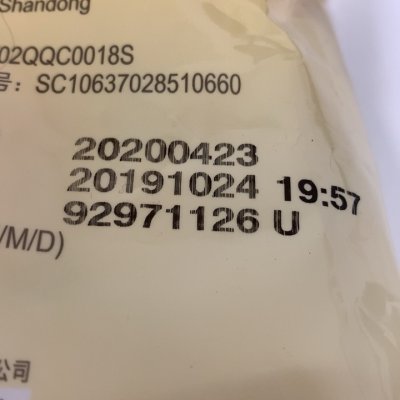 Shandong
02QQC0018S
号: SC10637028510660
20200423
20191024 19:57
92971126 U
/M/D)
公司